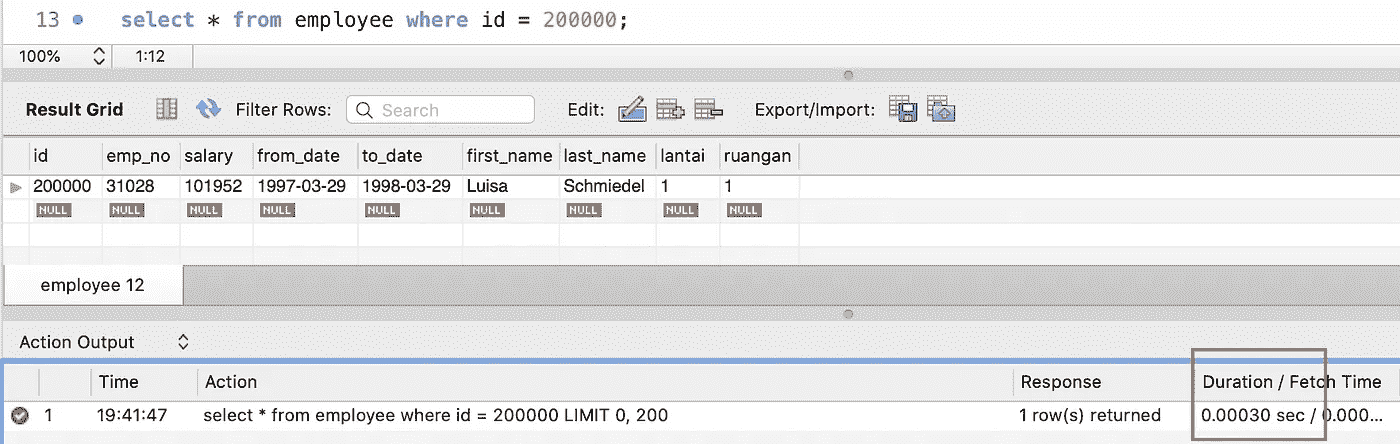 13 select * from employee where id = 200000;
100% 1:12
Result Grid Filter Rows: Search Edit: Export/Import:
id emp_no salary from_date to_date first_name last_name lantai ruangan
200000 31028 101952 1997-03-29 1998-03-29 Luisa Schmiedel 1 1
NULL NULL NULL NULL NULL NULL NULL NULL NULL
employee 12
Action Output
Time Action Response Duration / Fetch Time
1 19:41:47 select * from employee where id = 200000 LIMIT 0, 200 1 row(s) returned 0.00030 sec / 0.000...